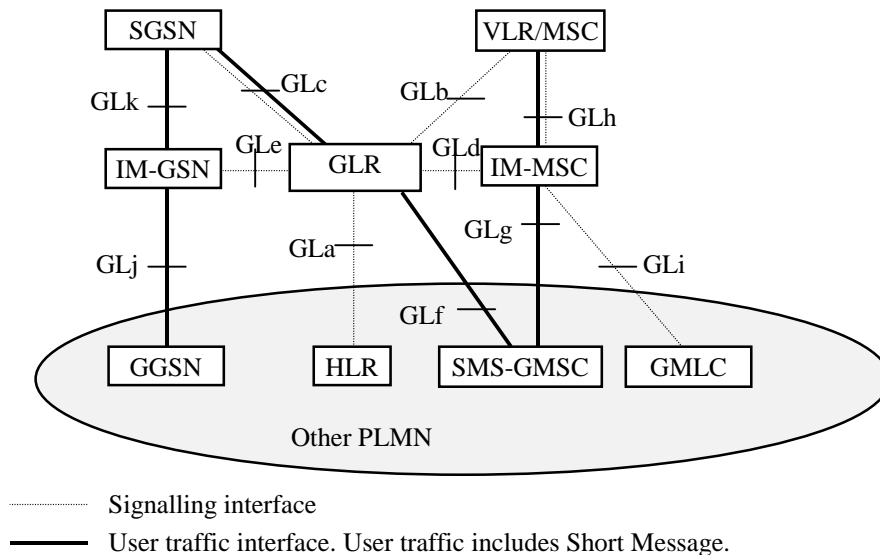 SGSN
VLR/MSC
GLc
GLb
GLk
GLh
GLe
GLd
IM-GSN
GLR
IM-MSC
GLg
GLa
GLj
GLi
GLf
GGSN
HLR
SMS-GMSC
GMLC
Other PLMN
Signalling interface
User traffic interface. User traffic includes Short Message.